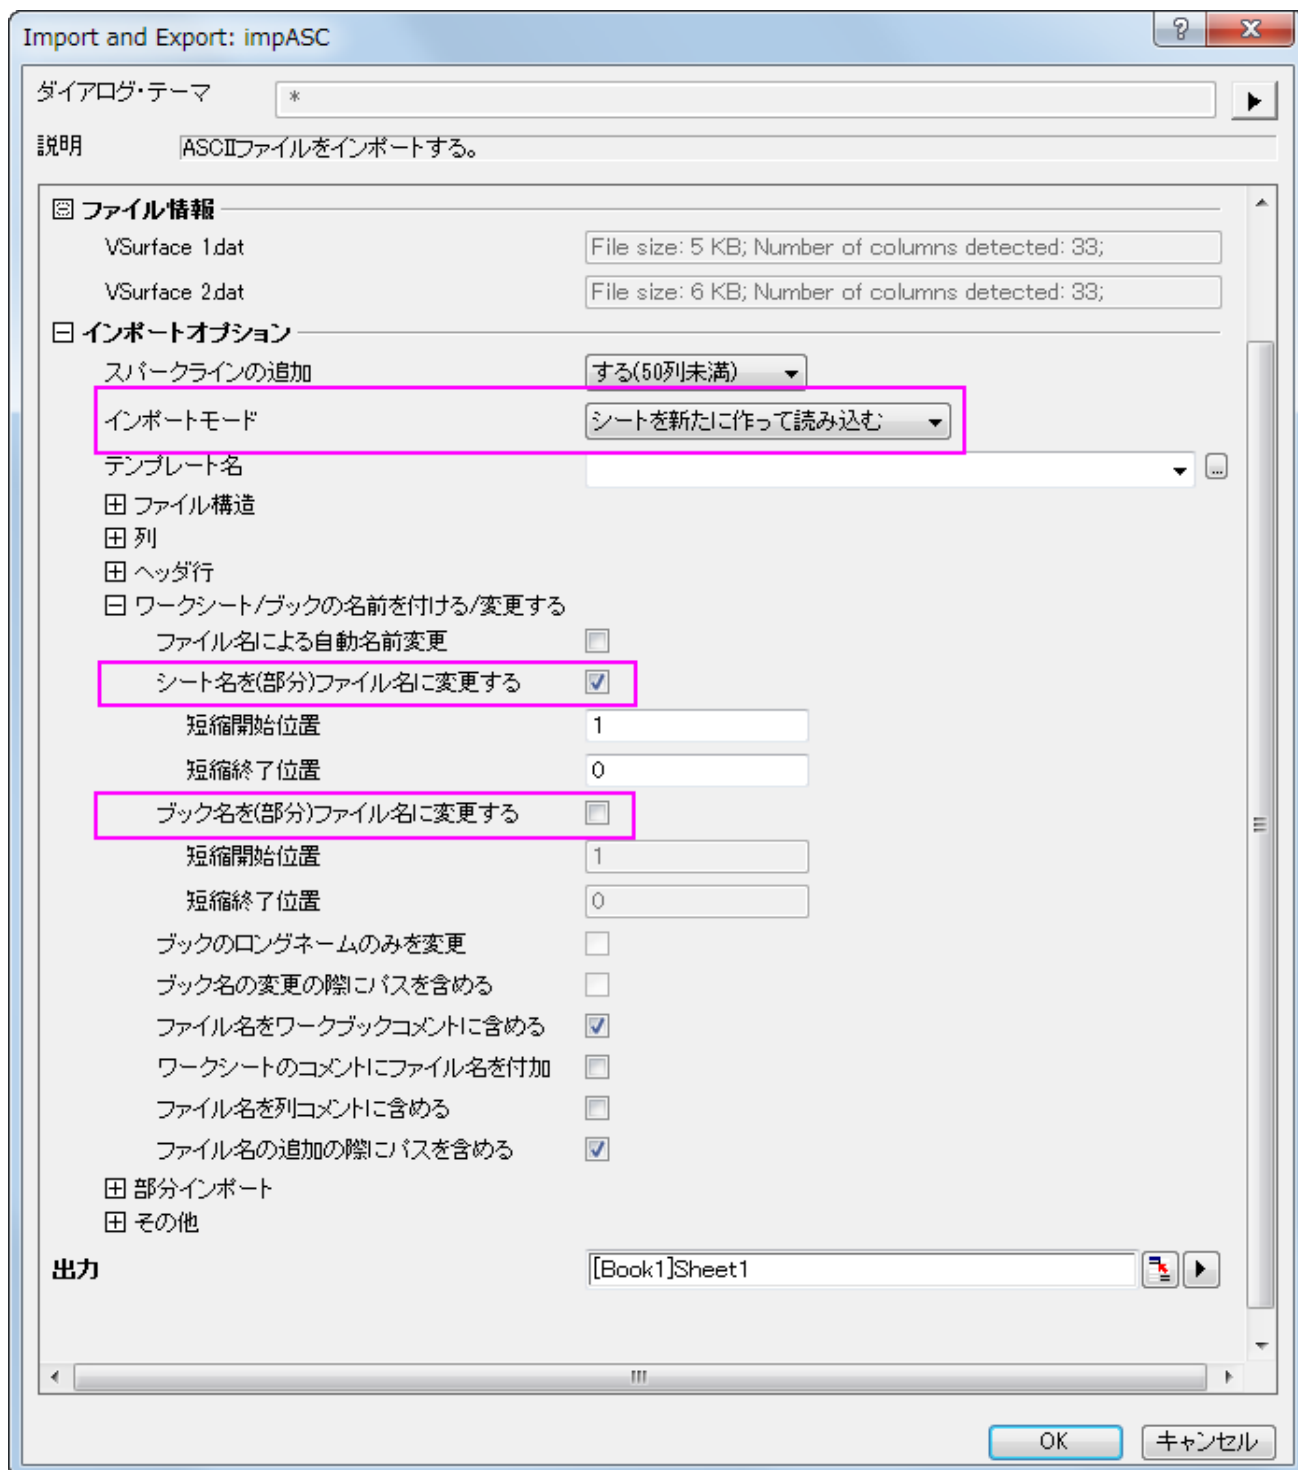 Import and Export: impASC
ダイアログ・テーマ *
説明 ASCIIファイルをインポートする。
ファイル情報
VSurface 1.dat File size: 5 KB; Number of columns detected: 33;
VSurface 2.dat File size: 6 KB; Number of columns detected: 33;
インポートオプション
スパークラインの追加 する(50列未満)
インポートモード シートを新たに作って読み込む
テンプレート名 ...
ファイル構造
列
ヘッダ行
ワークシート/ブックの名前を付ける/変更する
ファイル名による自動名前変更
シート名を(部分)ファイル名に変更する
短縮開始位置 1
短縮終了位置 0
ブック名を(部分)ファイル名に変更する
短縮開始位置 1
短縮終了位置 0
ブックのロングネームのみを変更
ブック名の変更の際にパスを含める
ファイル名をワークブックコメントに含める
ワークシートのコメントにファイル名を付加
ファイル名を列コメントに含める
ファイル名の追加の際にパスを含める
部分インポート
その他
出力 [Book1]Sheet1
OK キャンセル